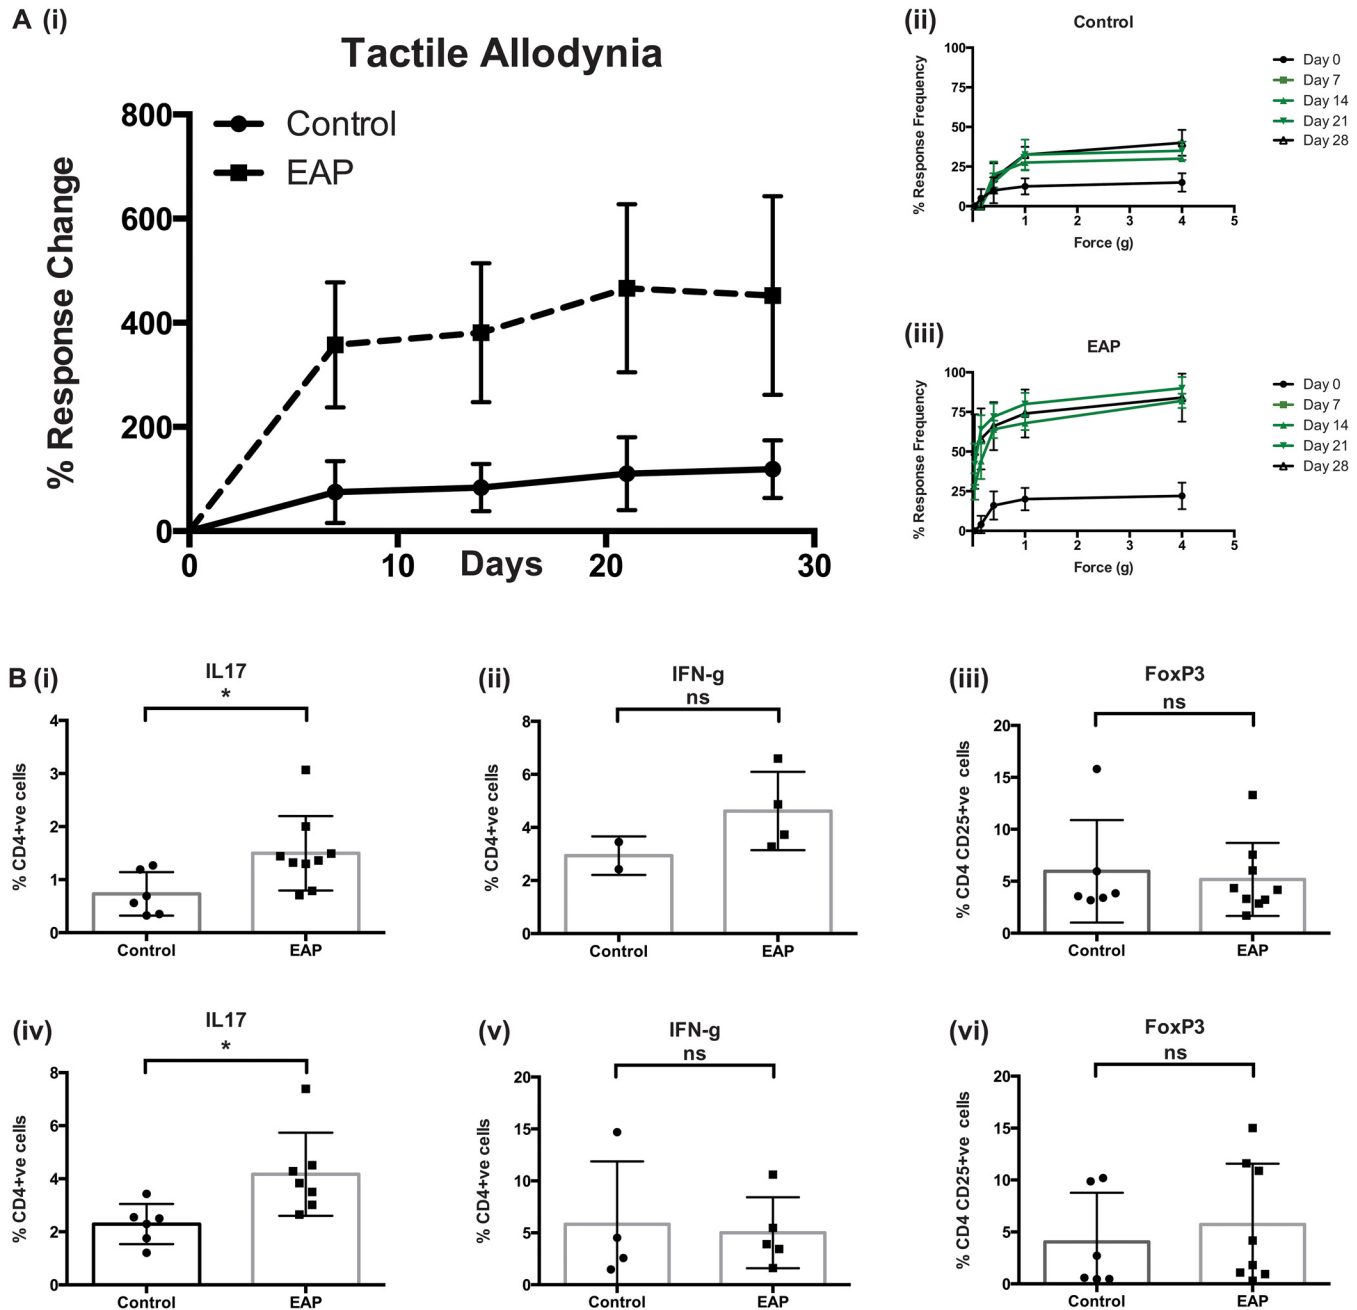 A (i)
Tactile Allodynia
% Response Change
800
600
400
200
0
Control
EAP
0
10
20
30
Days
(ii)
Control
% Response Frequency
100
75
50
25
0
1
2
3
4
5
Force (g)
Day 0
Day 7
Day 14
Day 21
Day 28
(iii)
EAP
% Response Frequency
100
75
50
25
0
1
2
3
4
5
Force (g)
Day 0
Day 7
Day 14
Day 21
Day 28
B (i)
IL17
*
% CD4+ve cells
4
3
2
1
0
Control
EAP
(ii)
IFN-g
ns
% CD4+ve cells
8
6
4
2
0
Control
EAP
(iii)
FoxP3
ns
% CD4 CD25+ve cells
20
15
10
5
0
Control
EAP
(iv)
IL17
*
% CD4+ve cells
8
6
4
2
0
Control
EAP
(v)
IFN-g
ns
% CD4+ve cells
20
15
10
5
0
Control
EAP
(vi)
FoxP3
ns
% CD4 CD25+ve cells
20
15
10
5
0
Control
EAP